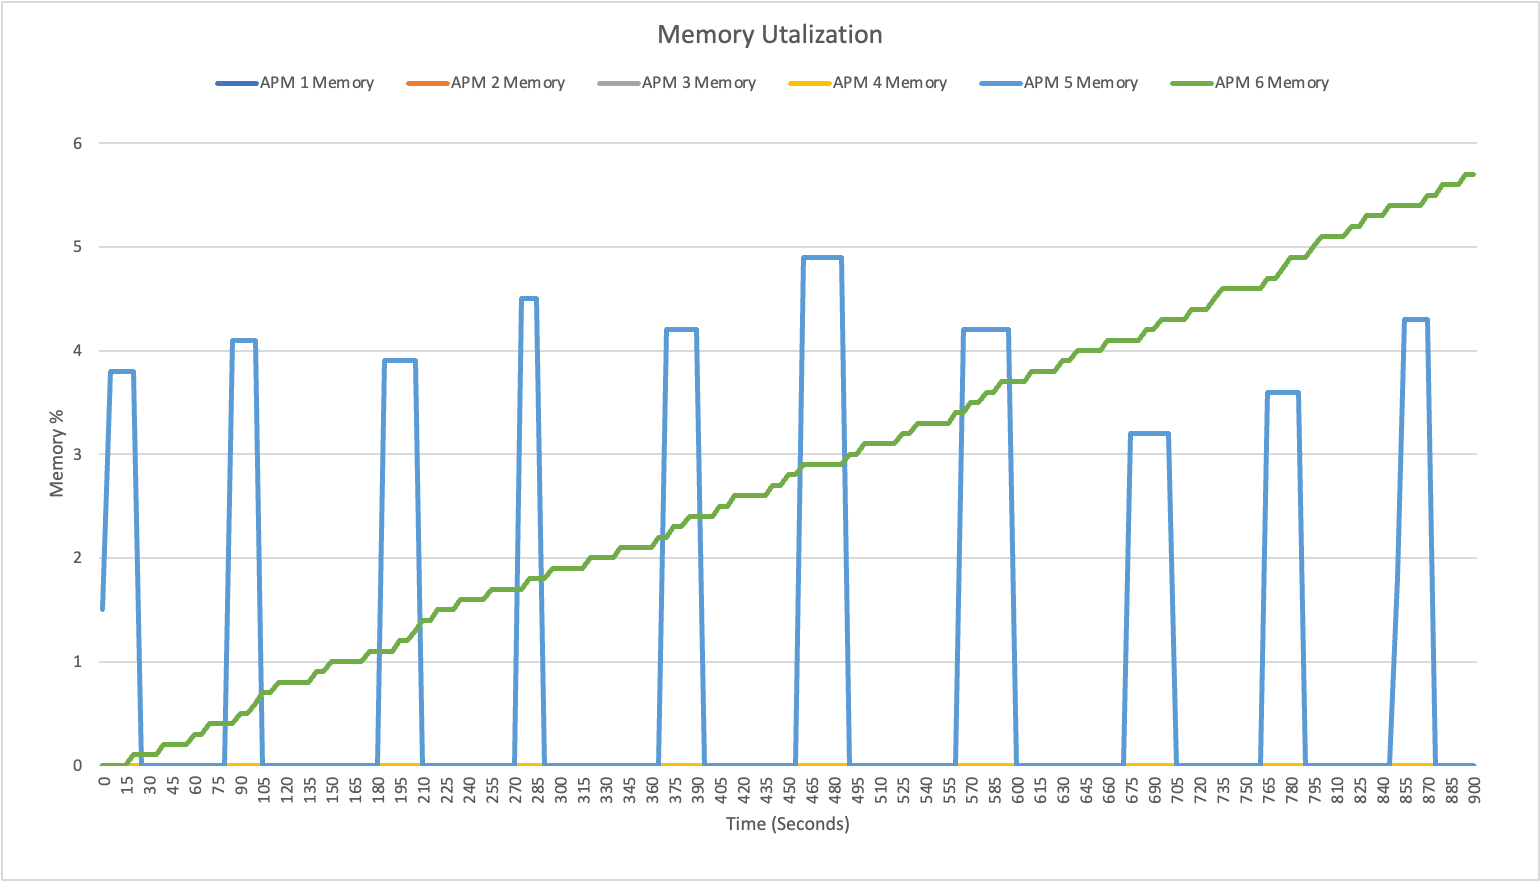 Memory Utalization
APM 1 Memory APM 2 Memory APM 3 Memory APM 4 Memory APM 5 Memory APM 6 Memory
6
5
4
3
2
1
0
Memory %
0 15 30 45 60 75 90 105 120 135 150 165 180 195 210 225 240 255 270 285 300 315 330 345 360 375 390 405 420 435 450 465 480 495 510 525 540 555 570 585 600 615 630 645 660 675 690 705 720 735 750 765 780 795 810 825 840 855 870 885 900
Time (Seconds)